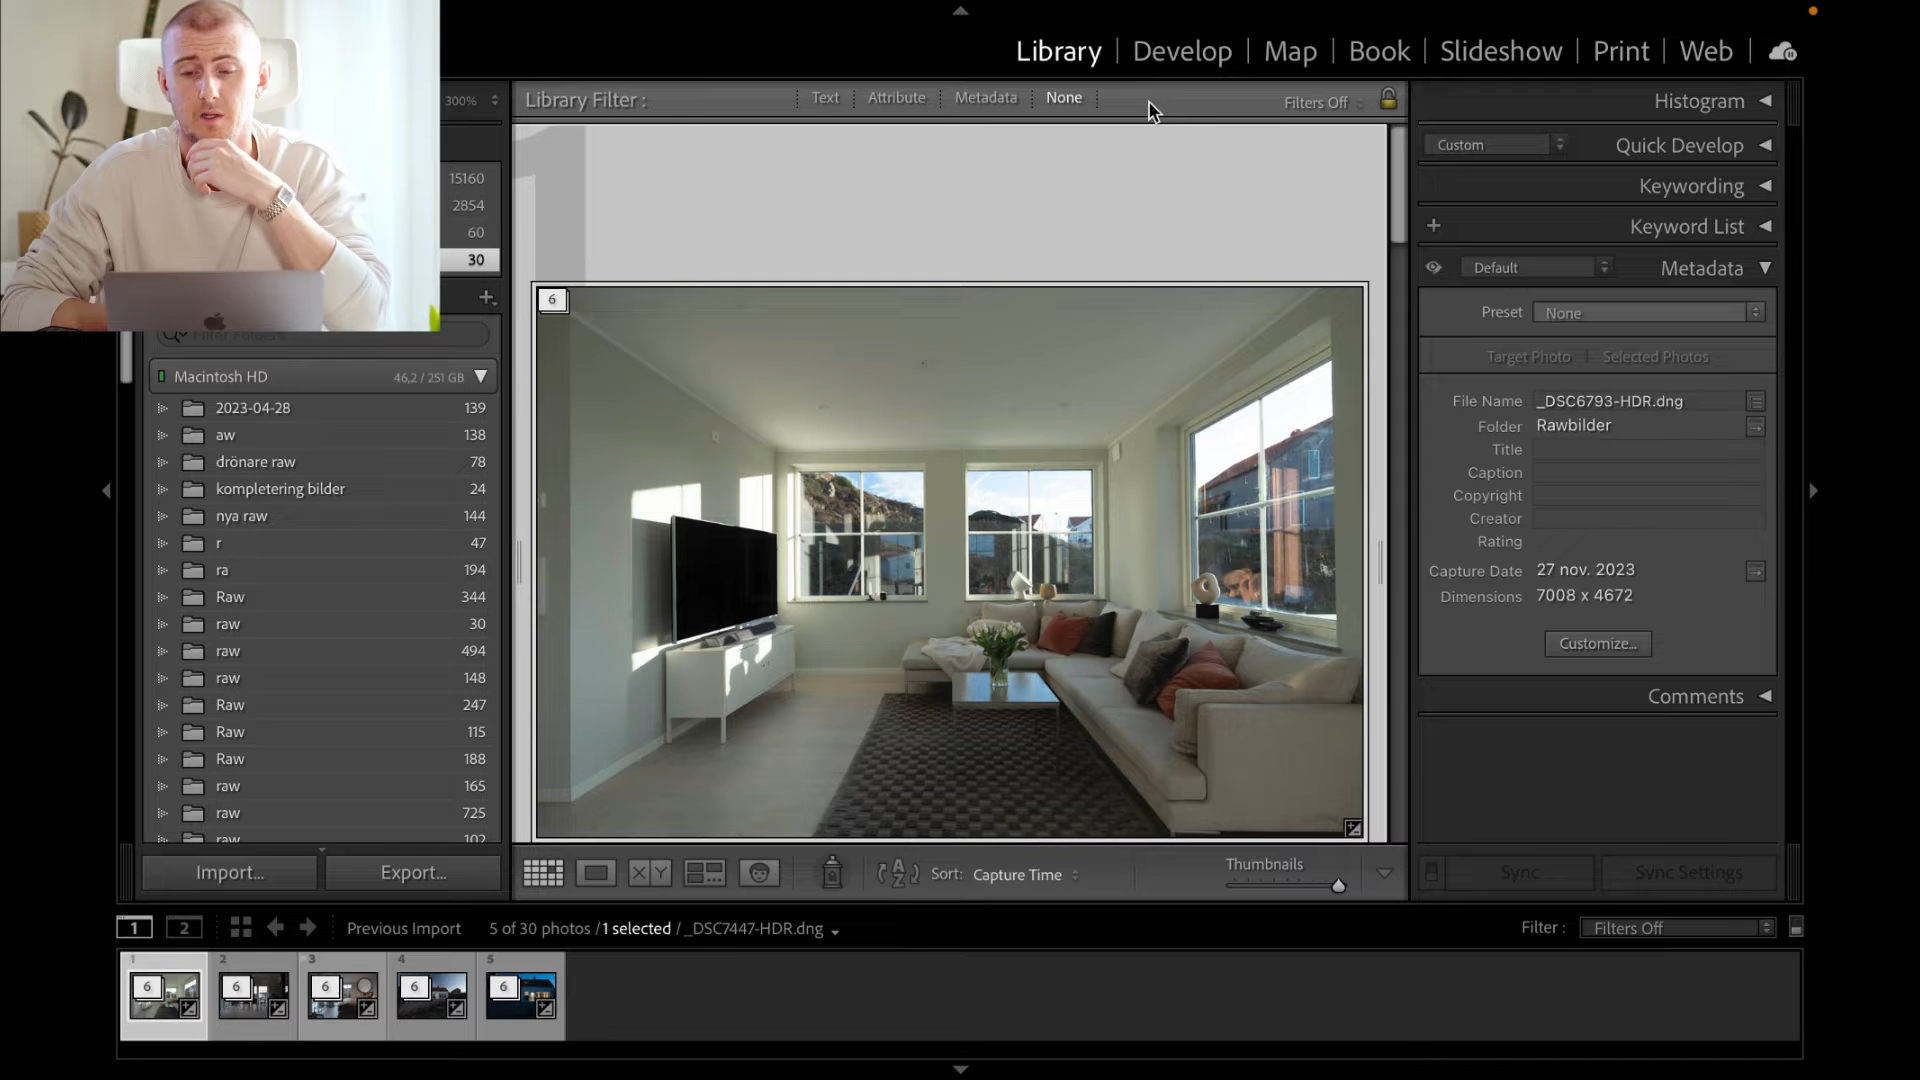 Library | Develop | Map | Book | Slideshow | Print | Web |
300%
Library Filter :
Text
Attribute
Metadata
None
Filters Off
Histogram
Custom
Quick Develop
Keywording
Keyword List
Default
Metadata
15160
2854
60
30
Filter Folders
Macintosh HD
46,2 / 251 GB
2023-04-28 139
aw 138
drönare raw 78
kompletering bilder 24
nya raw 144
r 47
ra 194
Raw 344
raw 30
raw 494
raw 148
Raw 247
Raw 115
Raw 188
raw 165
raw 725
raw 102
Import...
Export...
1
6
Preset None
Target Photo | Selected Photos
File Name _DSC6793-HDR.dng
Folder Rawbilder
Title
Caption
Copyright
Creator
Rating
Capture Date 27 nov. 2023
Dimensions 7008 x 4672
Customize...
Comments
X Y
A Z
Sort: Capture Time
Thumbnails
Sync
Sync Settings
1 2
Previous Import
5 of 30 photos / 1 selected / _DSC7447-HDR.dng
Filter : Filters Off
1 2 3 4 5
6 6 6 6 6